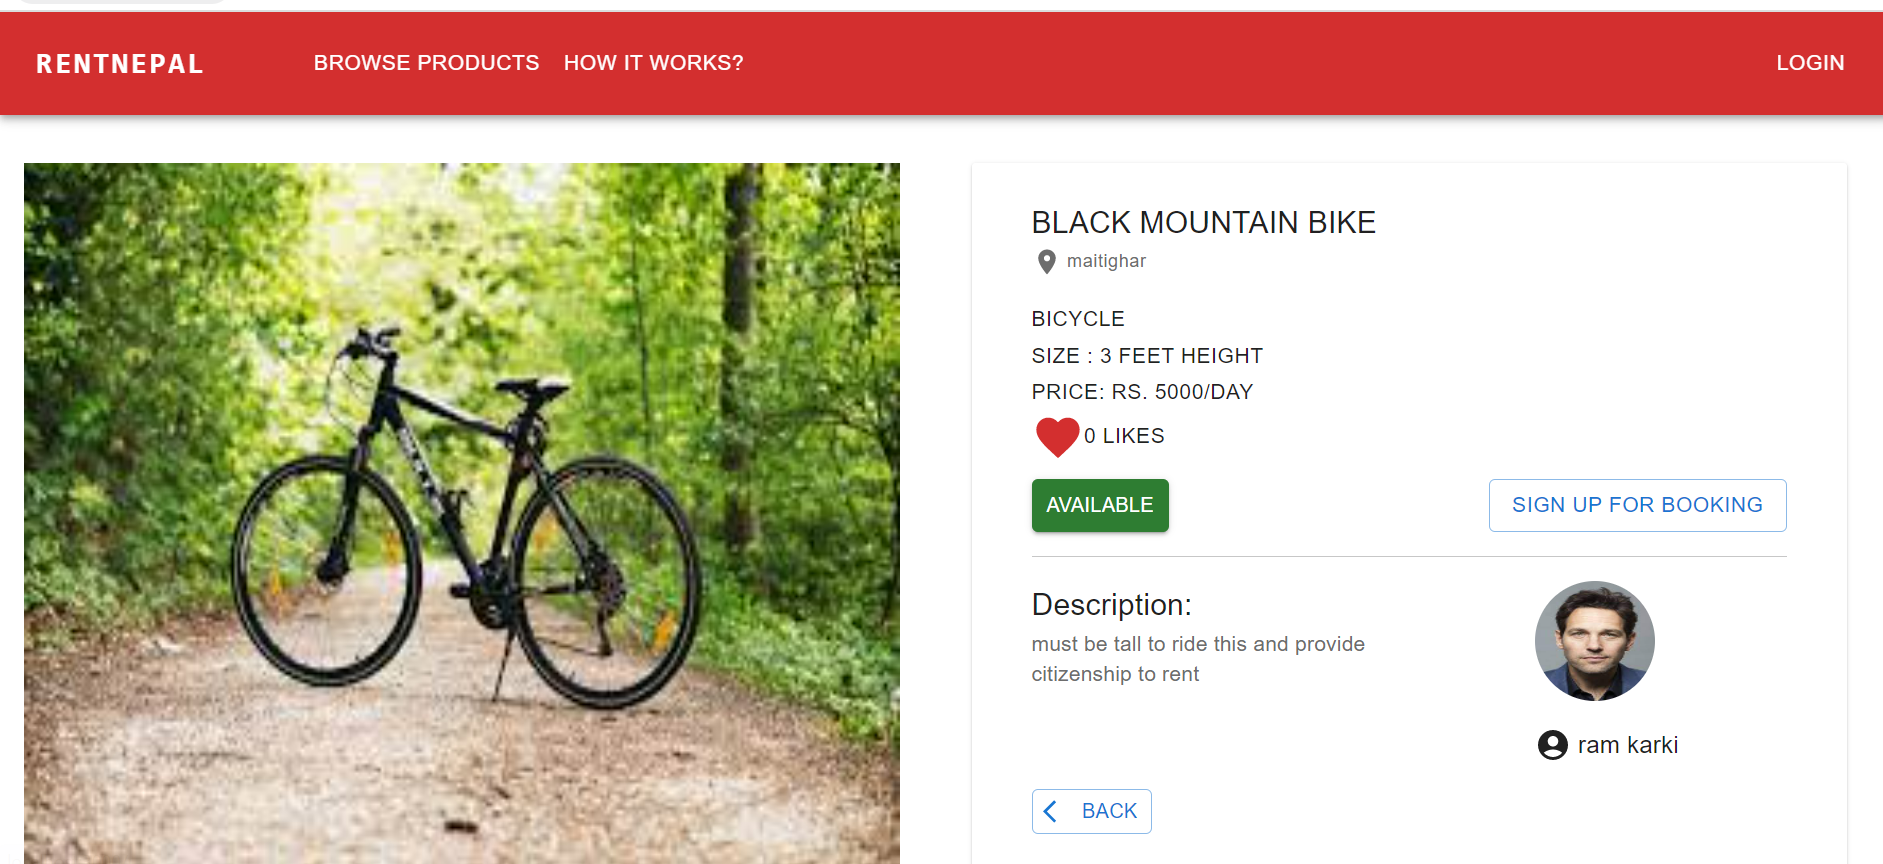 RENTNEPAL
BROWSE PRODUCTS
HOW IT WORKS?
LOGIN
BLACK MOUNTAIN BIKE
maitighar
BICYCLE
SIZE : 3 FEET HEIGHT
PRICE: RS. 5000/DAY
0 LIKES
AVAILABLE
SIGN UP FOR BOOKING
Description:
must be tall to ride this and provide
citizenship to rent
ram karki
BACK